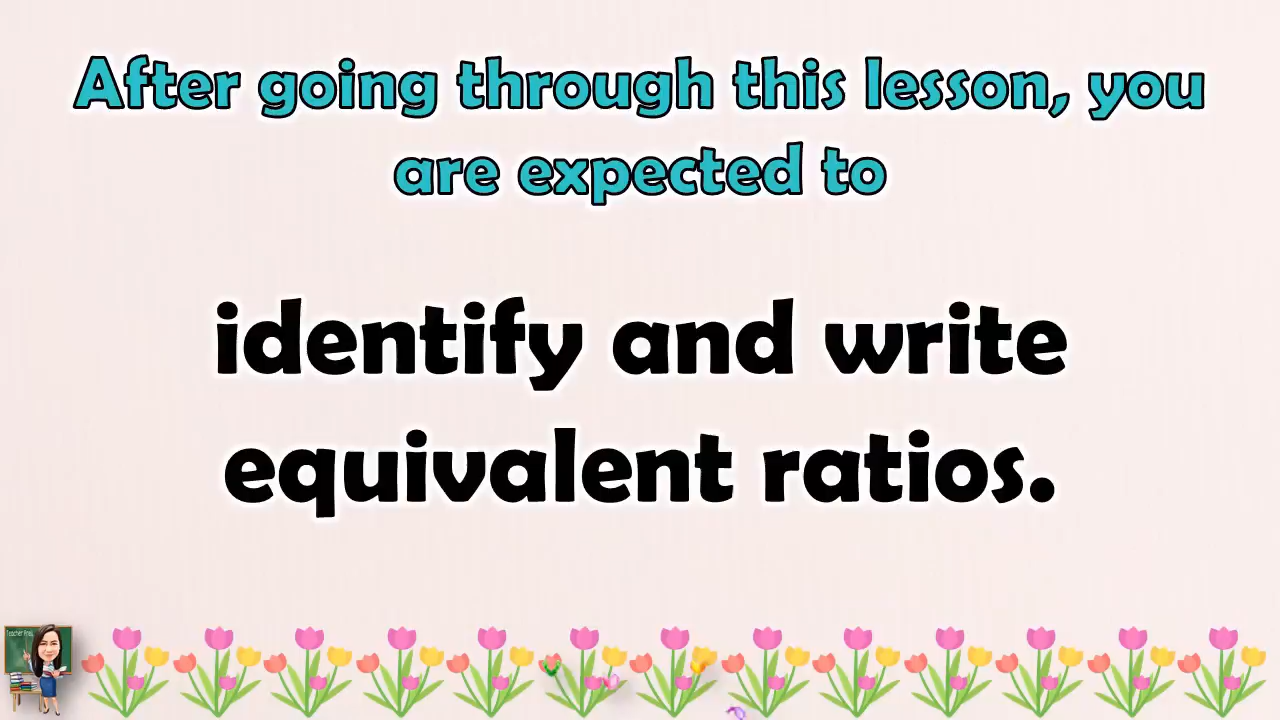 After going through this lesson, you
are expected to
identify and write
equivalent ratios.